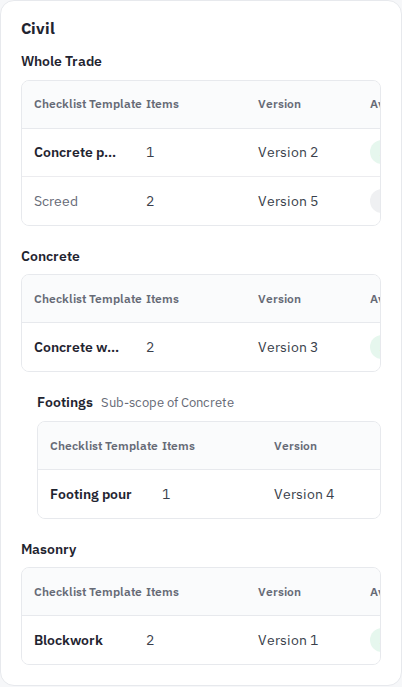 Civil
Whole Trade
Checklist Template Items Version
Concrete p... 1 Version 2
Screed 2 Version 5
Concrete
Checklist Template Items Version
Concrete w... 2 Version 3
Footings Sub-scope of Concrete
Checklist Template Items Version
Footing pour 1 Version 4
Masonry
Checklist Template Items Version
Blockwork 2 Version 1